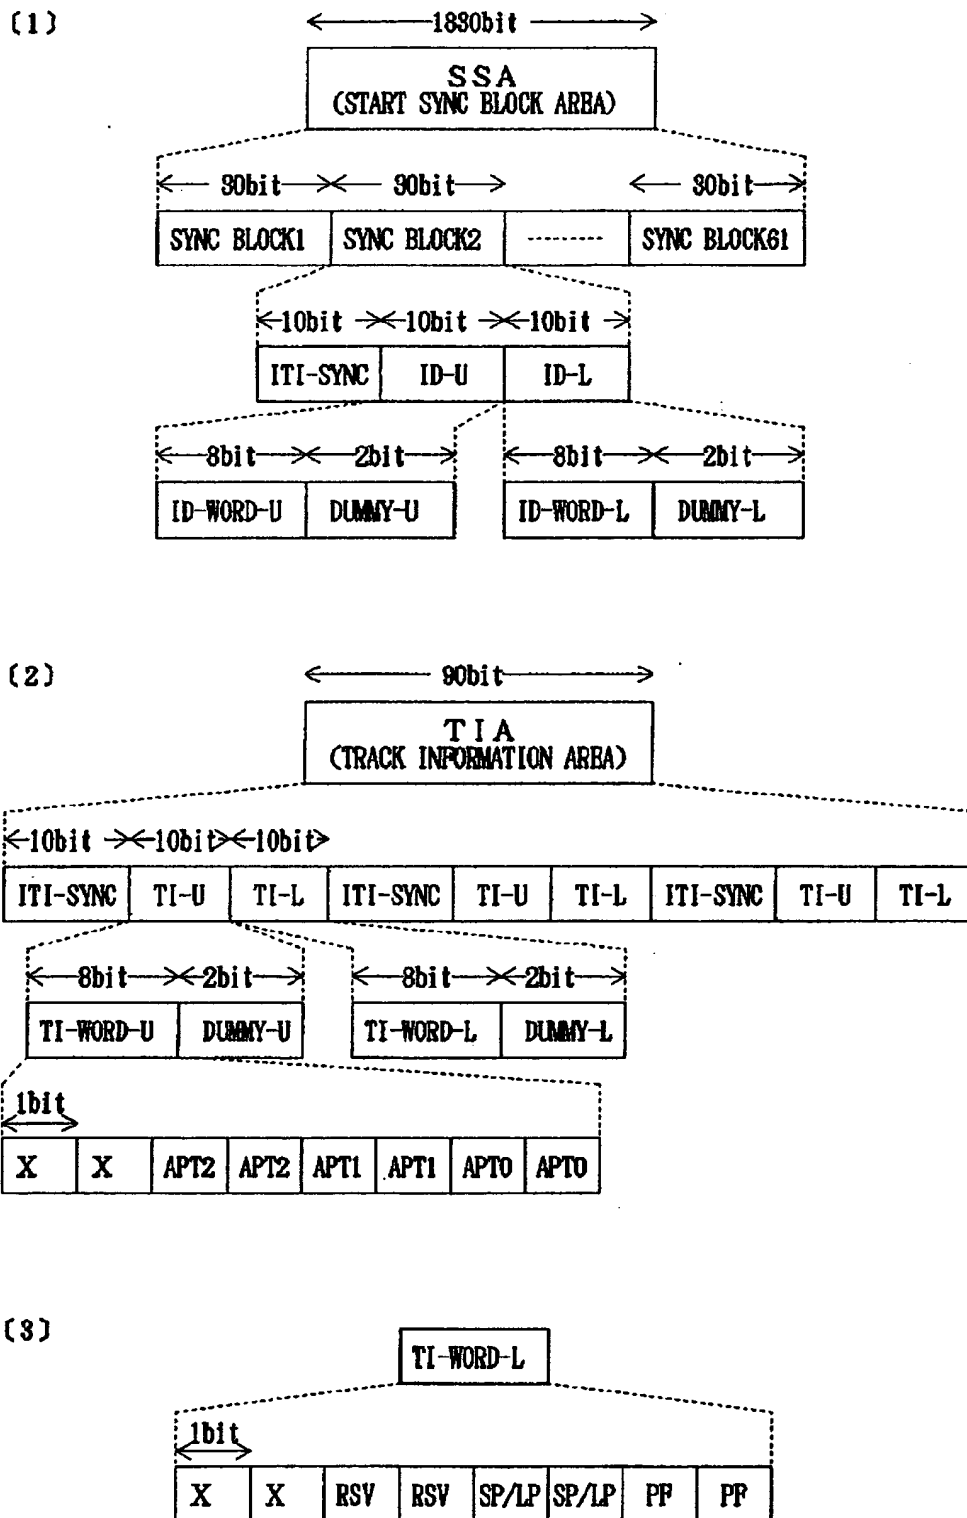 (1)
1830bit
SSA
(START SYNC BLOCK AREA)
30bit 30bit 30bit
SYNC BLOCK1 SYNC BLOCK2 -------- SYNC BLOCK61
10bit 10bit 10bit
ITI-SYNC ID-U ID-L
8bit 2bit 8bit 2bit
ID-WORD-U DUMMY-U ID-WORD-L DUMMY-L
(2)
90bit
TIA
(TRACK INFORMATION AREA)
10bit 10bit 10bit
ITI-SYNC TI-U TI-L ITI-SYNC TI-U TI-L ITI-SYNC TI-U TI-L
8bit 2bit 8bit 2bit
TI-WORD-U DUMMY-U TI-WORD-L DUMMY-L
1bit
X X APT2 APT2 APT1 APT1 APT0 APT0
(3)
TI-WORD-L
1bit
X X RSV RSV SP/LP SP/LP PF PF